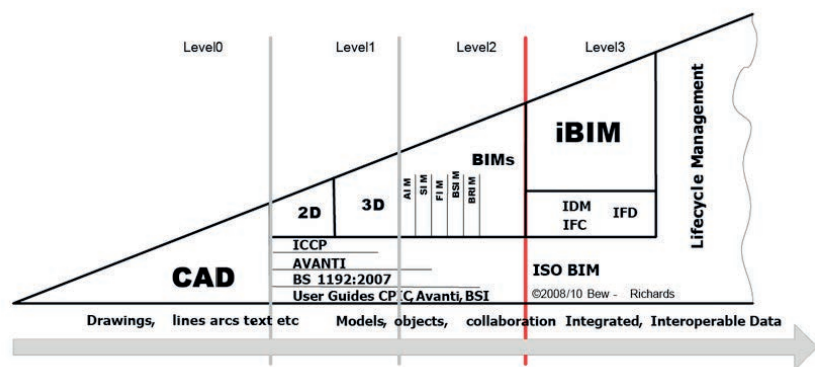 Level0 Level1 Level2 Level3
iBIM
BIMs
Lifecycle Management
AIM
SIM
FIM
BSIM
BRIM
2D 3D
IDM IFD
IFC
CAD
ICCP
AVANTI
BS 1192:2007
User Guides CPIC, Avanti, BSI
ISO BIM
©2008/10 Bew - Richards
Drawings, lines arcs text etc Models, objects, collaboration Integrated, Interoperable Data